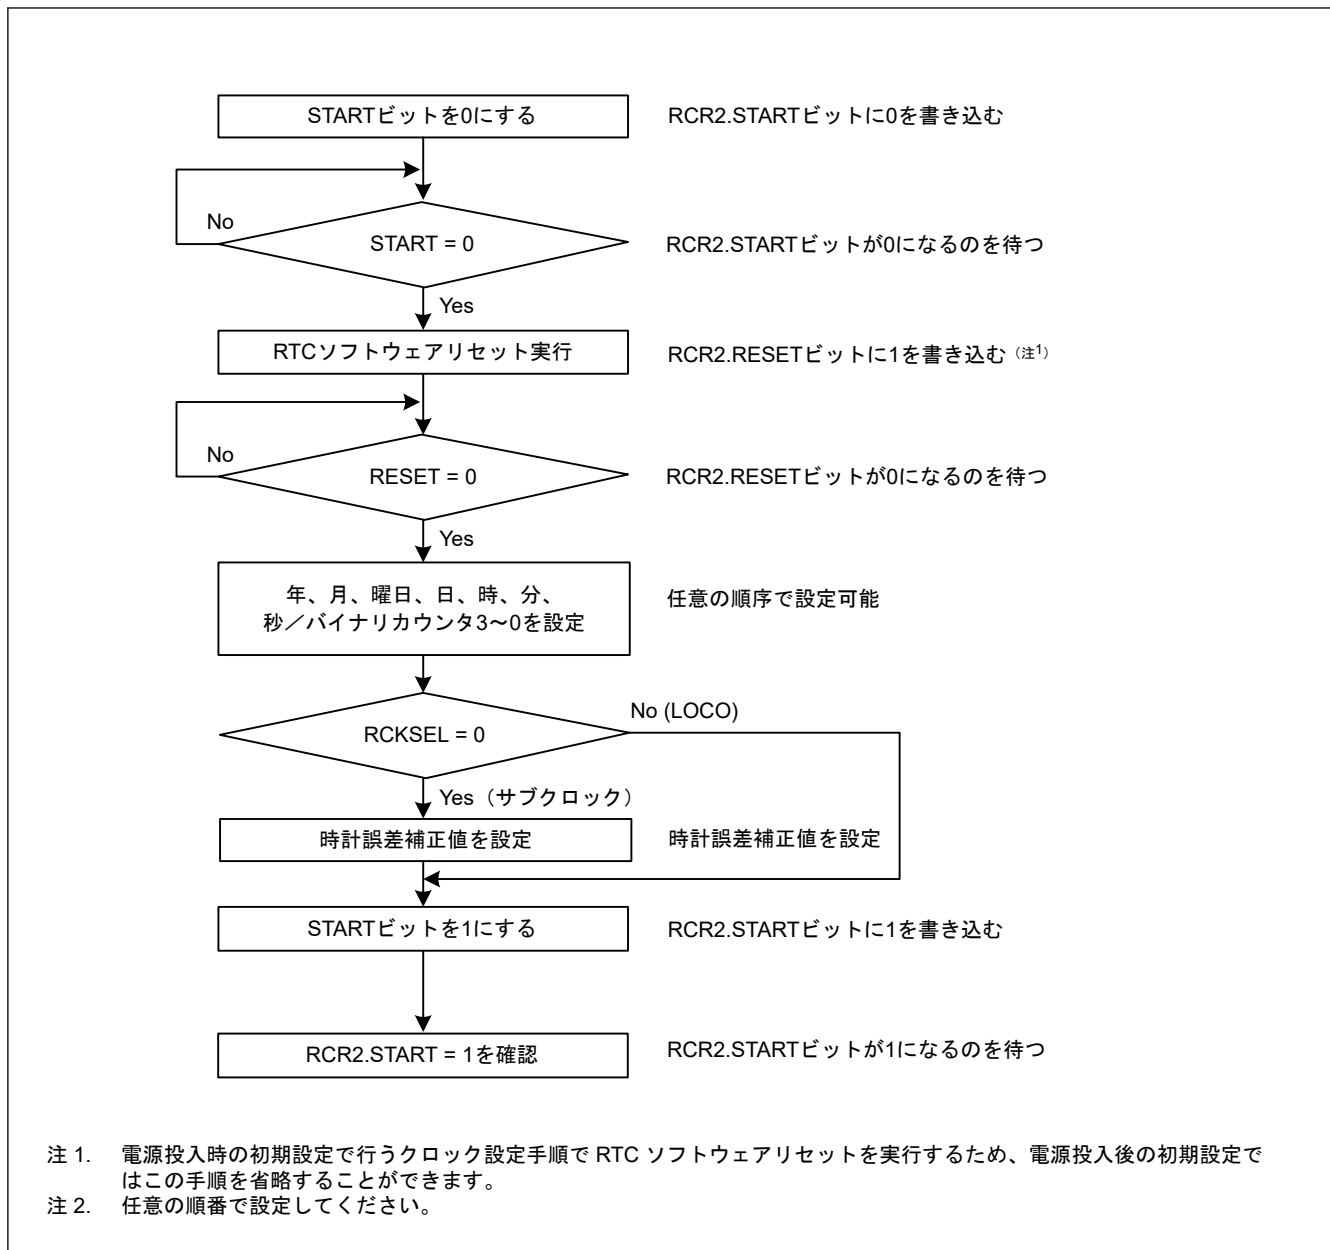 STARTビットを0にする
RCR2.STARTビットに0を書き込む
No
START = 0
RCR2.STARTビットが0になるのを待つ
Yes
RTCソフトウェアリセット実行
RCR2.RESETビットに1を書き込む（注1）
No
RESET = 0
RCR2.RESETビットが0になるのを待つ
Yes
年、月、曜日、日、時、分、
秒／バイナリカウンタ3～0を設定
任意の順序で設定可能
RCKSEL = 0
No (LOCO)
Yes（サブクロック）
時計誤差補正値を設定
時計誤差補正値を設定
STARTビットを1にする
RCR2.STARTビットに1を書き込む
RCR2.START = 1を確認
RCR2.STARTビットが1になるのを待つ
注 1. 電源投入時の初期設定で行うクロック設定手順で RTC ソフトウェアリセットを実行するため、電源投入後の初期設定で
はこの手順を省略することができます。
注 2. 任意の順番で設定してください。